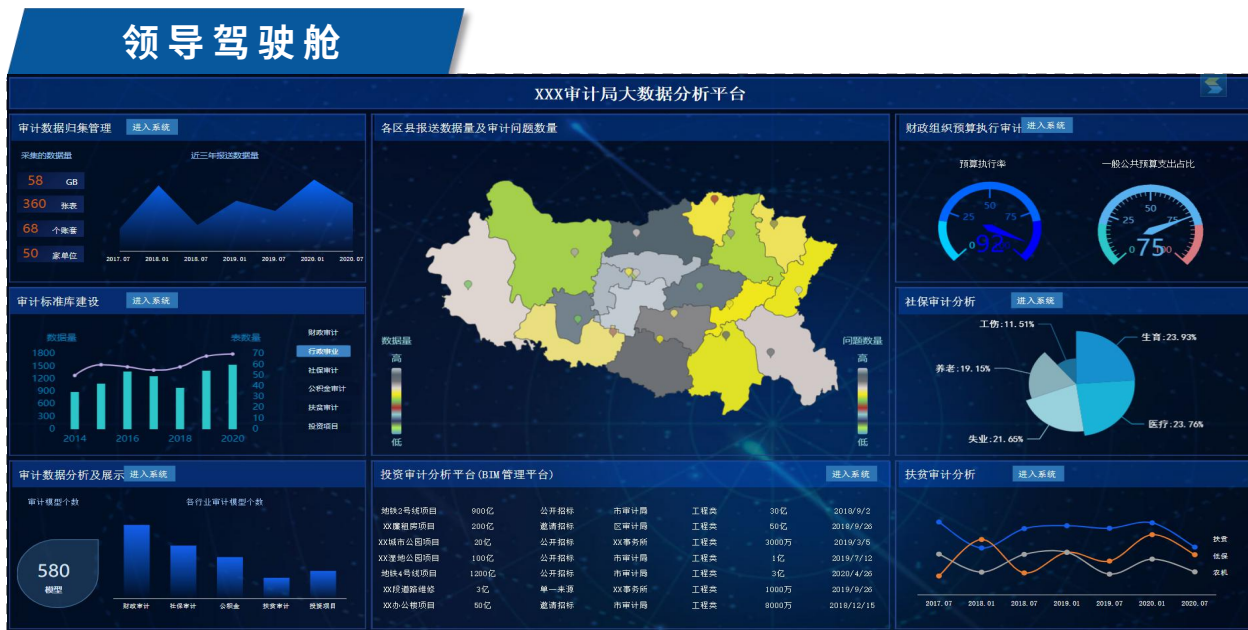 领导驾驶舱
XXX审计局大数据分析平台
审计数据归集管理 进入系统
采集的数据量 近三年报送数据量
58 GB
360 张表
68 个账套
50 家单位
2017.07 2018.01 2018.07 2019.01 2019.07 2020.01 2020.07
审计标准库建设 进入系统
数据量 表数量
1800 70
1500 60
1200 50
900 40
600 30
300 20
0 10
0
2014 2016 2018 2020
财政审计
行政事业
社保审计
公积金审计
扶贫审计
投资项目
审计数据分析及展示 进入系统
审计模型个数 各行业审计模型个数
580
模型
财政审计 社保审计 公积金 扶贫审计 投资项目
各区县报送数据量及审计问题数量
数据量 问题数量
高 高
低 低
投资审计分析平台(BIM管理平台) 进入系统
地铁2号线项目 900亿 公开招标 市审计局 工程类 30亿 2018/9/2
XX廉租房项目 200亿 邀请招标 区审计局 工程类 50亿 2018/9/26
XX城市公园项目 20亿 公开招标 XX事务所 工程类 3000万 2019/3/5
XX湿地公园项目 100亿 公开招标 市审计局 工程类 1亿 2019/7/12
地铁4号线项目 1200亿 公开招标 市审计局 工程类 3亿 2020/4/26
XX段道路维修 3亿 单一来源 XX事务所 工程类 1000万 2019/9/26
XX办公楼项目 50亿 邀请招标 市审计局 工程类 8000万 2018/12/15
财政组织预算执行审计 进入系统
预算执行率 一般公共预算支出占比
50 50
25 75 25 75
0 92 0 75 100
社保审计分析 进入系统
工伤:11.51%
生育:23.93%
养老:19.15%
医疗:23.76%
失业:21.65%
扶贫审计分析 进入系统
扶贫
低保
农机
2017.07 2018.01 2018.07 2019.01 2019.07 2020.01 2020.07